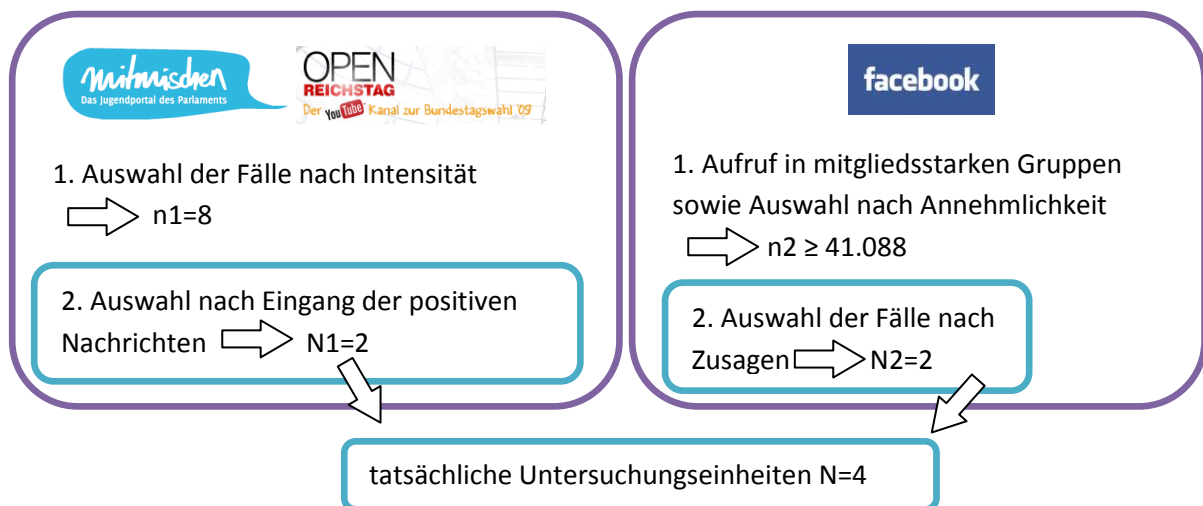 mitmischen
Das Jugendportal des Parlaments
OPEN
REICHSTAG
Der YouTube Kanal zur Bundestagswahl '09
1. Auswahl der Fälle nach Intensität
n1=8
2. Auswahl nach Eingang der positiven
Nachrichten N1=2
facebook
1. Aufruf in mitgliedsstarken Gruppen
sowie Auswahl nach Annehmlichkeit
n2 ≥ 41.088
2. Auswahl der Fälle nach
Zusagen N2=2
tatsächliche Untersuchungseinheiten N=4